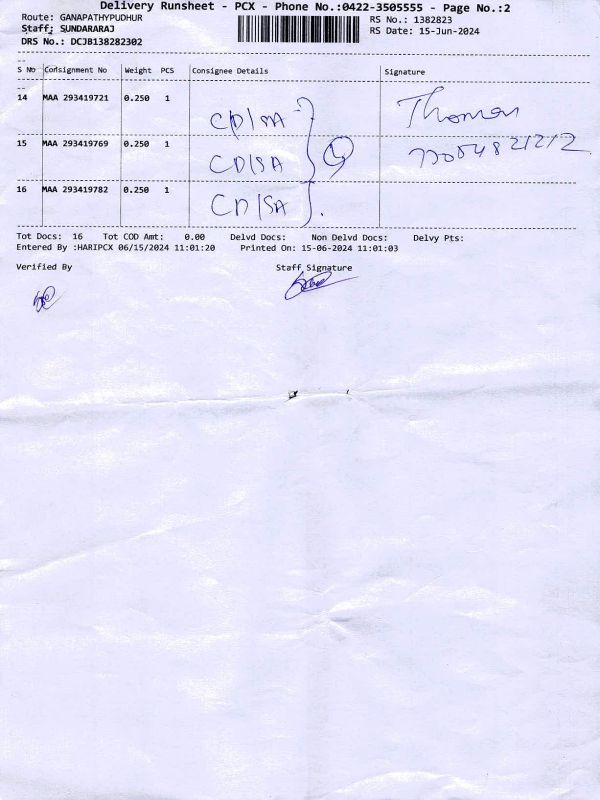 Delivery Runsheet - PCX - Phone No.:0422-3505555 - Page No.:2
Route: GANAPATHYPUDHUR
RS No.: 1382823
Staff: SUNDARARAJ
RS Date: 15-Jun-2024
DRS No.: DCJB138282302
S No Consignment No Weight PCS Consignee Details Signature
14 MAA 293419721 0.250 1 CD/SA Thomas
15 MAA 293419769 0.250 1 CD/SA
16 MAA 293419782 0.250 1 CD/SA
Tot Docs: 16 Tot COD Amt: 0.00 Delvd Docs: Non Delvd Docs: Delvy Pts:
Entered By :HARIPCX 06/15/2024 11:01:20 Printed On: 15-06-2024 11:01:03
Verified By Staff Signature